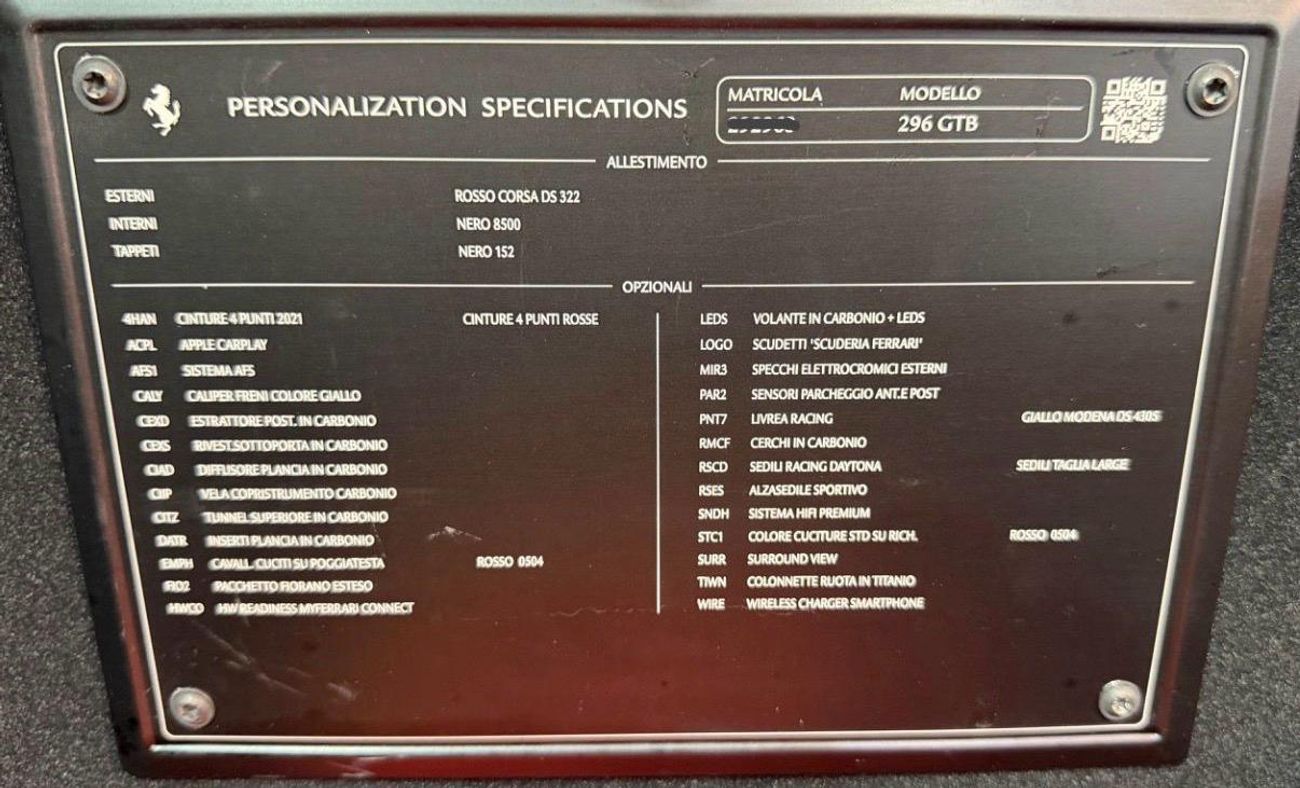 PERSONALIZATION SPECIFICATIONS
MATRICOLA MODELLO
296 GTB
ALLESTIMENTO
ESTERNI ROSSO CORSA DS 322
INTERNI NERO 8500
TAPPETI NERO 152
OPZIONALI
4HAN CINTURE 4 PUNTI 2021 CINTURE 4 PUNTI ROSSE
ACPL APPLE CARPLAY
AFS1 SISTEMA AFS
CALY CALIPER FRENI COLORE GIALLO
CEXD ESTRATTORE POST. IN CARBONIO
CEXS RIVEST.SOTTOPORTA IN CARBONIO
CIAD DIFFUSORE PLANCIA IN CARBONIO
CIIP VELA COPRISTRUMENTO CARBONIO
CITZ TUNNEL SUPERIORE IN CARBONIO
DATR INSERTI PLANCIA IN CARBONIO
EMPH CAVALL. CUCITI SU POGGIATESTA ROSSO 0504
FIO2 PACCHETTO FIORANO ESTESO
HWCO HW READINESS MYFERRARI CONNECT
LEDS VOLANTE IN CARBONIO + LEDS
LOGO SCUDETTI 'SCUDERIA FERRARI'
MIR3 SPECCHI ELETTROCROMICI ESTERNI
PAR2 SENSORI PARCHEGGIO ANT.E POST
PNT7 LIVREA RACING GIALLO MODENA DS 4305
RMCF CERCHI IN CARBONIO
RSCD SEDILI RACING DAYTONA SEDILI TAGLIA LARGE
RSES ALZASEDILE SPORTIVO
SNDH SISTEMA HIFI PREMIUM
STC1 COLORE CUCITURE STD SU RICH. ROSSO 0504
SURR SURROUND VIEW
TIWN COLONNETTE RUOTA IN TITANIO
WIRE WIRELESS CHARGER SMARTPHONE